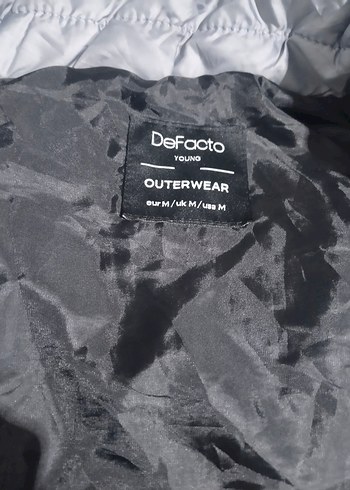 DeFacto
YOUNG
OUTERWEAR
eur M / uk M / usa M